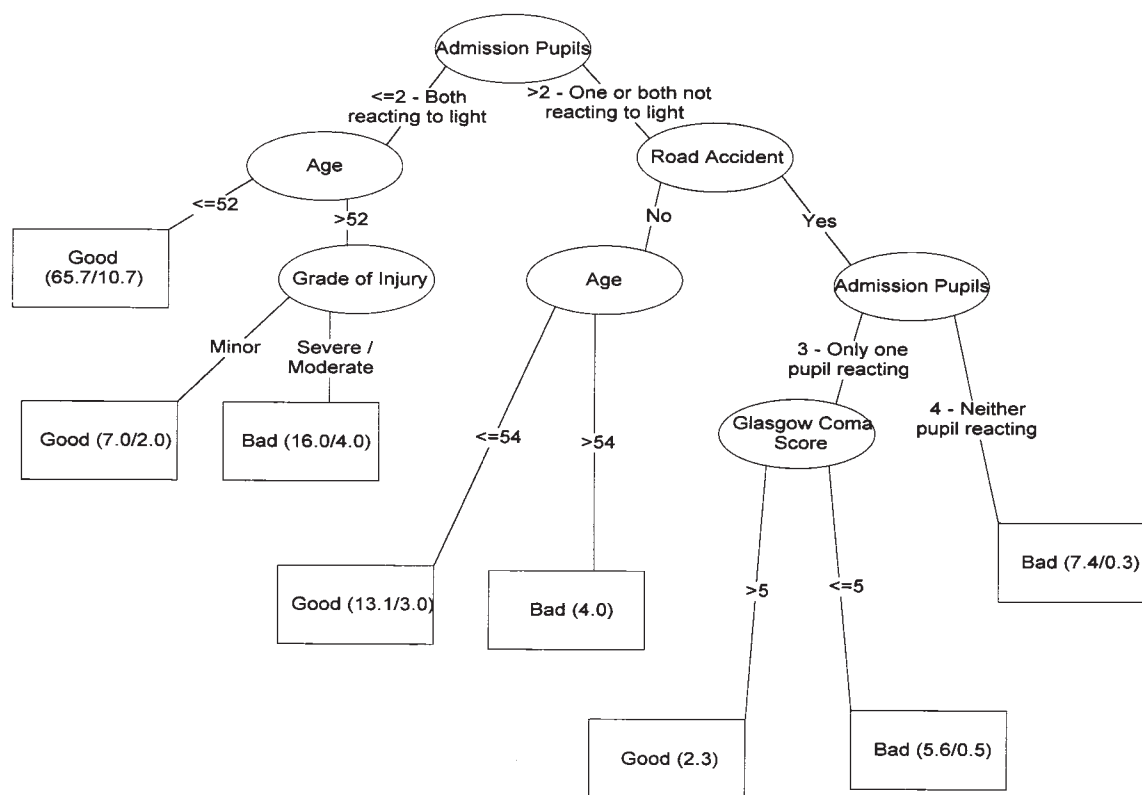 Admission Pupils
<=2 - Both
reacting to light
>2 - One or both not
reacting to light
Age
Road Accident
<=52
>52
No
Yes
Good
(65.7/10.7)
Grade of Injury
Age
Admission Pupils
Minor
Severe /
Moderate
3 - Only one
pupil reacting
4 - Neither
pupil reacting
Good (7.0/2.0)
Bad (16.0/4.0)
<=54
>54
Glasgow Coma
Score
Good (13.1/3.0)
Bad (4.0)
>5
<=5
Bad (7.4/0.3)
Good (2.3)
Bad (5.6/0.5)